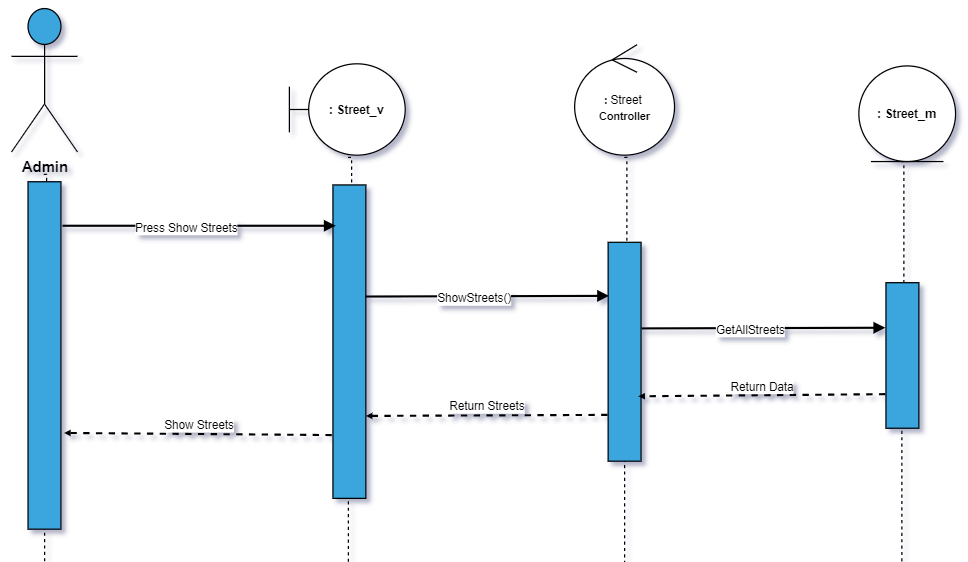 : Street_v
: Street
Controller
: Street_m
Admin
Press Show Streets
ShowStreets()
GetAllStreets
Return Data
Return Streets
Show Streets